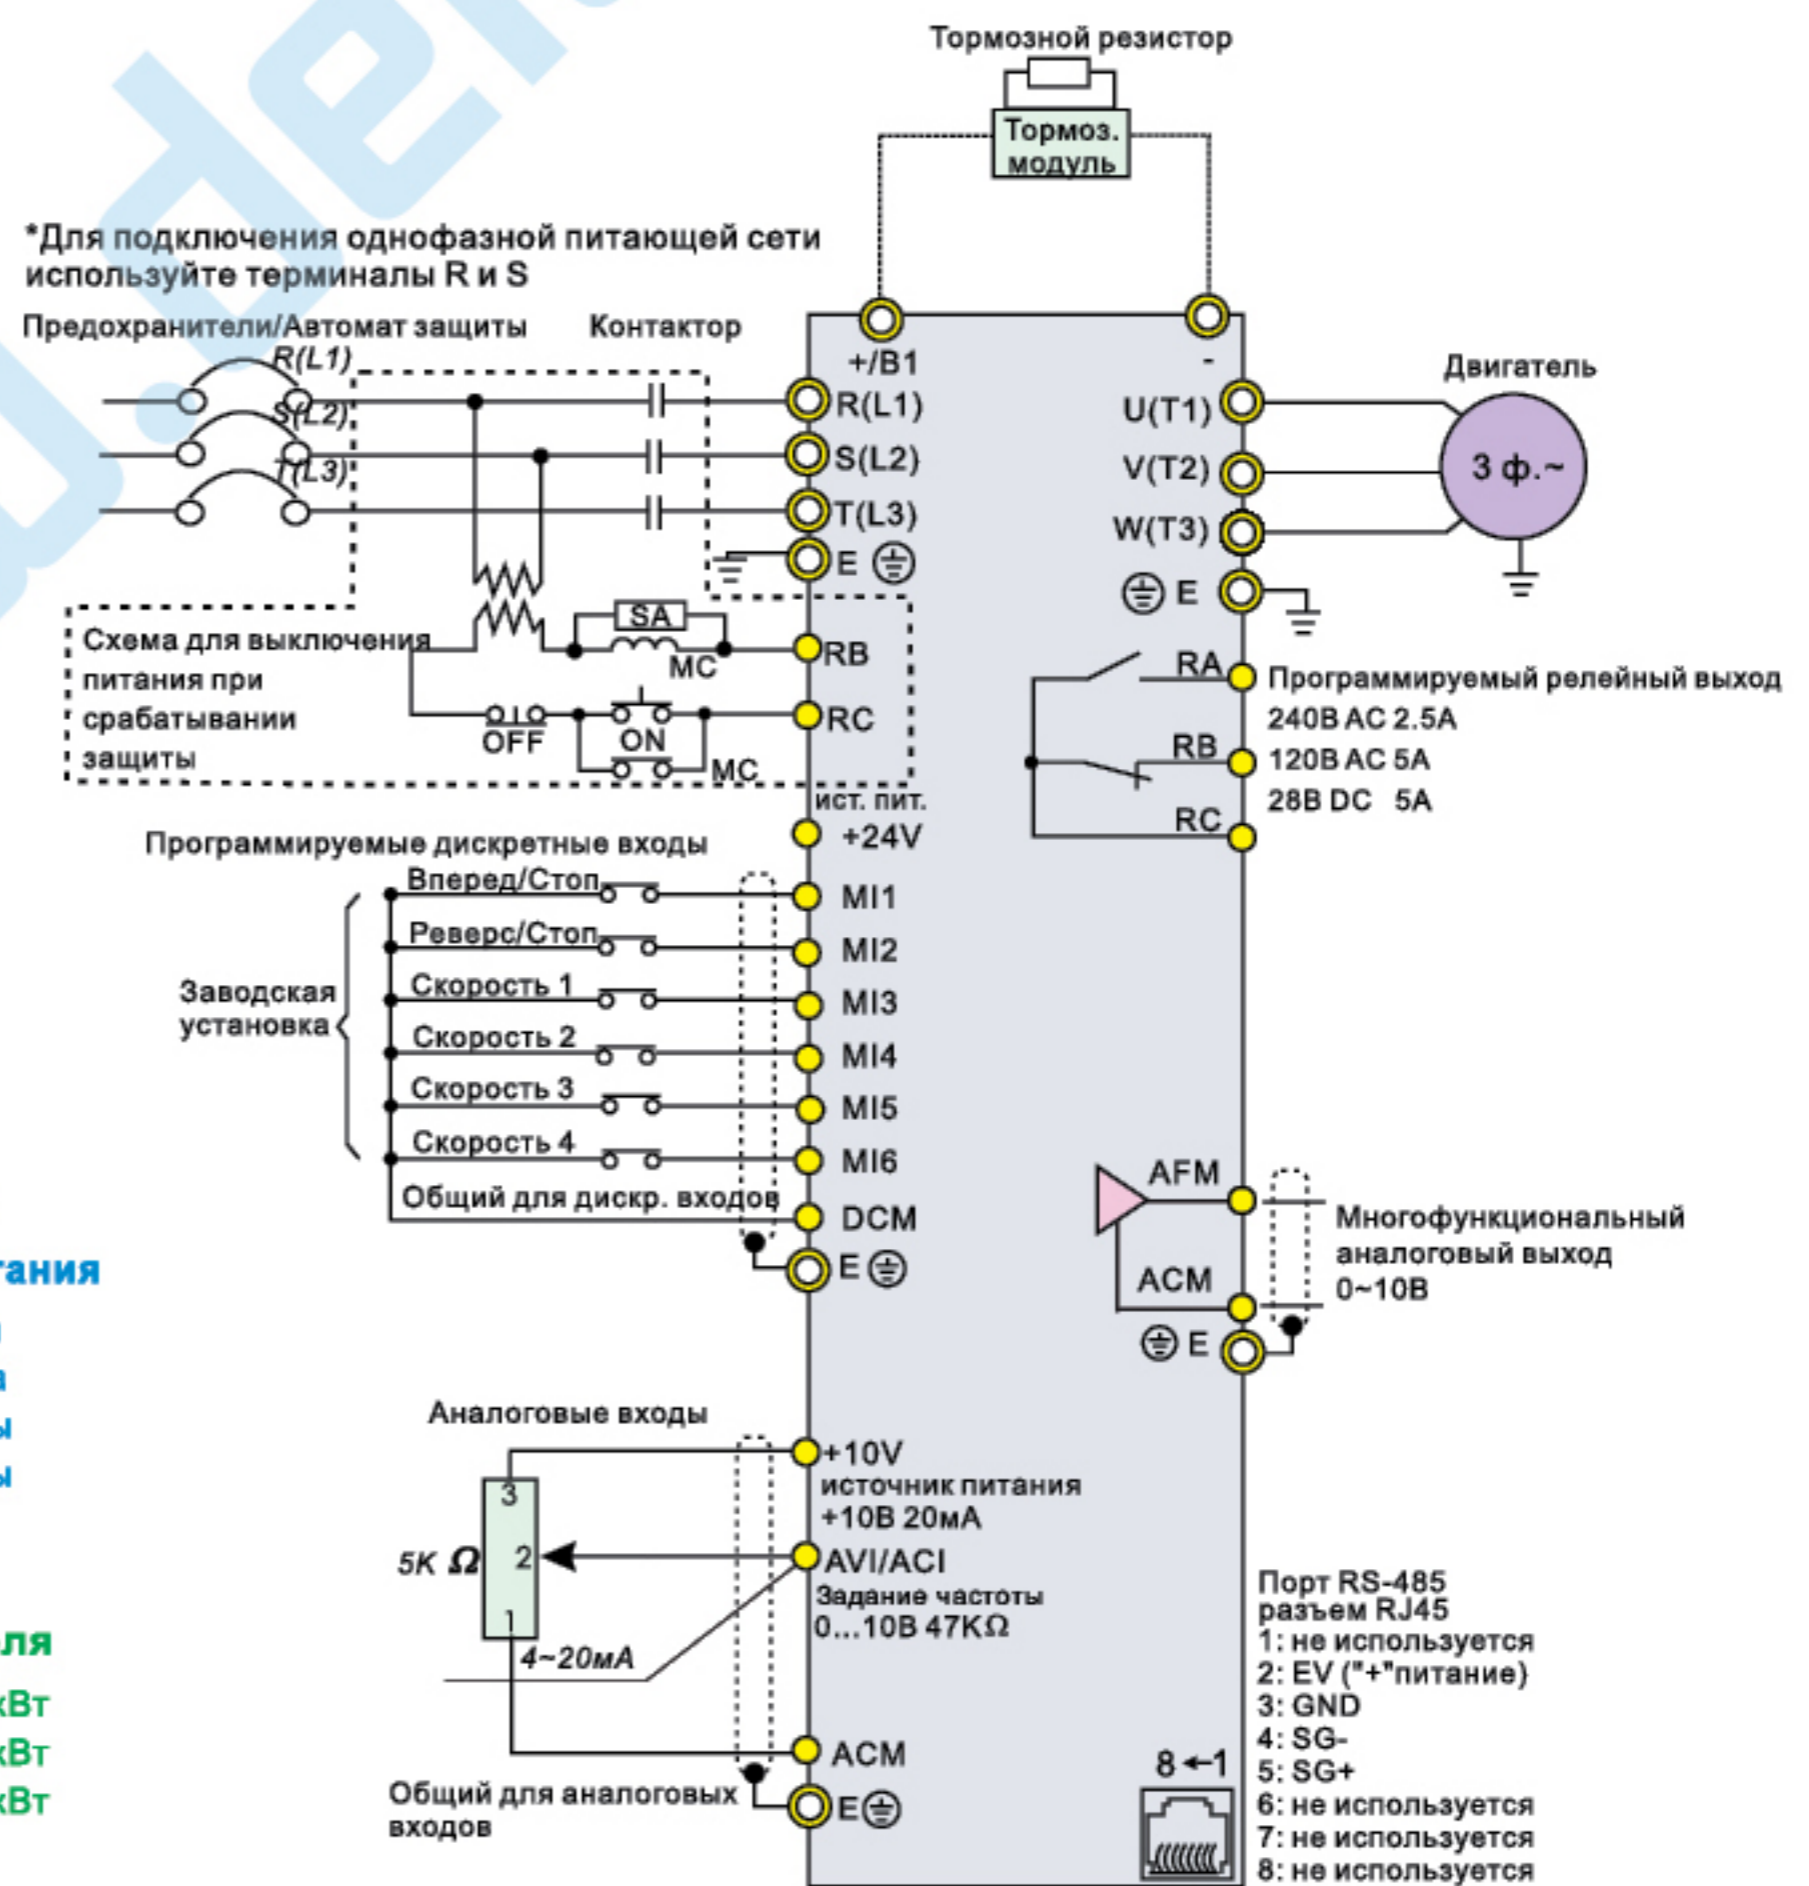 Тормозной резистор
Тормоз.
модуль
*Для подключения однофазной питающей сети
используйте терминалы R и S
Предохранители/Автомат защиты
Контактор
R(L1)
S(L2)
T(L3)
+/B1
-
R(L1)
S(L2)
T(L3)
E
U(T1)
V(T2)
W(T3)
E
Двигатель
3 ф.~
Схема для выключения
питания при
срабатывании
защиты
SA
MC
RB
RC
OFF
ON
MC
RA
RB
RC
Программируемый релейный выход
240В AC 2.5A
120В AC 5A
28В DC 5A
ист. пит.
+24V
Программируемые дискретные входы
Вперед/Стоп
MI1
Реверс/Стоп
MI2
Скорость 1
MI3
Скорость 2
MI4
Скорость 3
MI5
Скорость 4
MI6
Заводская
установка
Общий для дискр. входов
DCM
E
AFM
ACM
E
Многофункциональный
аналоговый выход
0~10В
Аналоговые входы
+10V
источник питания
+10В 20мА
3
5K Ω
2
1
AVI/ACI
Задание частоты
0...10В 47KΩ
4~20мА
ACM
E
Общий для аналоговых
входов
8←1
Порт RS-485
разъем RJ45
1: не используется
2: EV ("+"питание)
3: GND
4: SG-
5: SG+
6: не используется
7: не используется
8: не используется
кВт
кВт
кВт